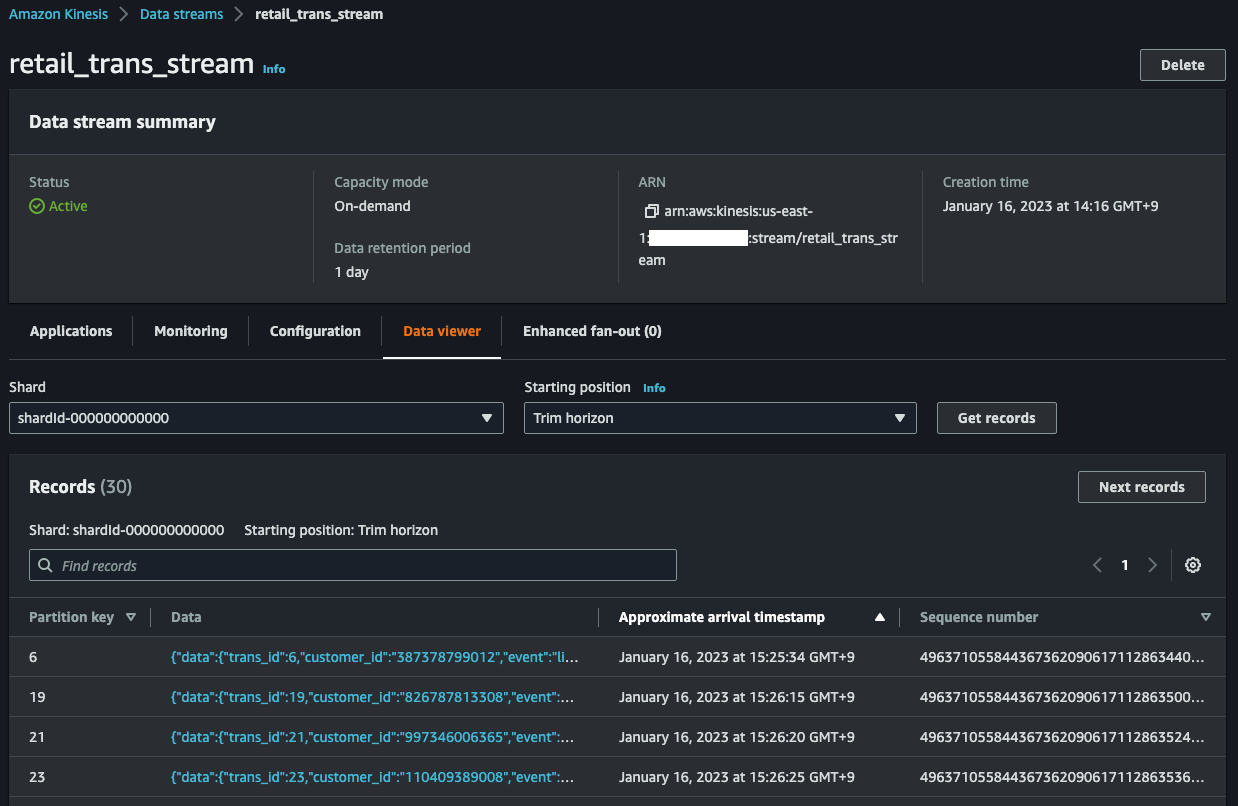 Amazon Kinesis > Data streams > retail_trans_stream
retail_trans_stream Info
Delete
Data stream summary
Status
Active
Capacity mode
On-demand
Data retention period
1 day
ARN
arn:aws:kinesis:us-east-
1: :stream/retail_trans_str
eam
Creation time
January 16, 2023 at 14:16 GMT+9
Applications Monitoring Configuration Data viewer Enhanced fan-out (0)
Shard
shardId-000000000000
Starting position Info
Trim horizon
Get records
Records (30)
Next records
Shard: shardId-000000000000 Starting position: Trim horizon
Find records
1
Partition key Data Approximate arrival timestamp Sequence number
6 {"data":{"trans_id":6,"customer_id":"387378799012","event":"li... January 16, 2023 at 15:25:34 GMT+9 49637105584436736209061711286344​0...
19 {"data":{"trans_id":19,"customer_id":"826787813308","event":... January 16, 2023 at 15:26:15 GMT+9 496371055844367362090617112863500...
21 {"data":{"trans_id":21,"customer_id":"997346006365","event":... January 16, 2023 at 15:26:20 GMT+9 496371055844367362090617112863524...
23 {"data":{"trans_id":23,"customer_id":"110409389008","event":... January 16, 2023 at 15:26:25 GMT+9 496371055844367362090617112863536...